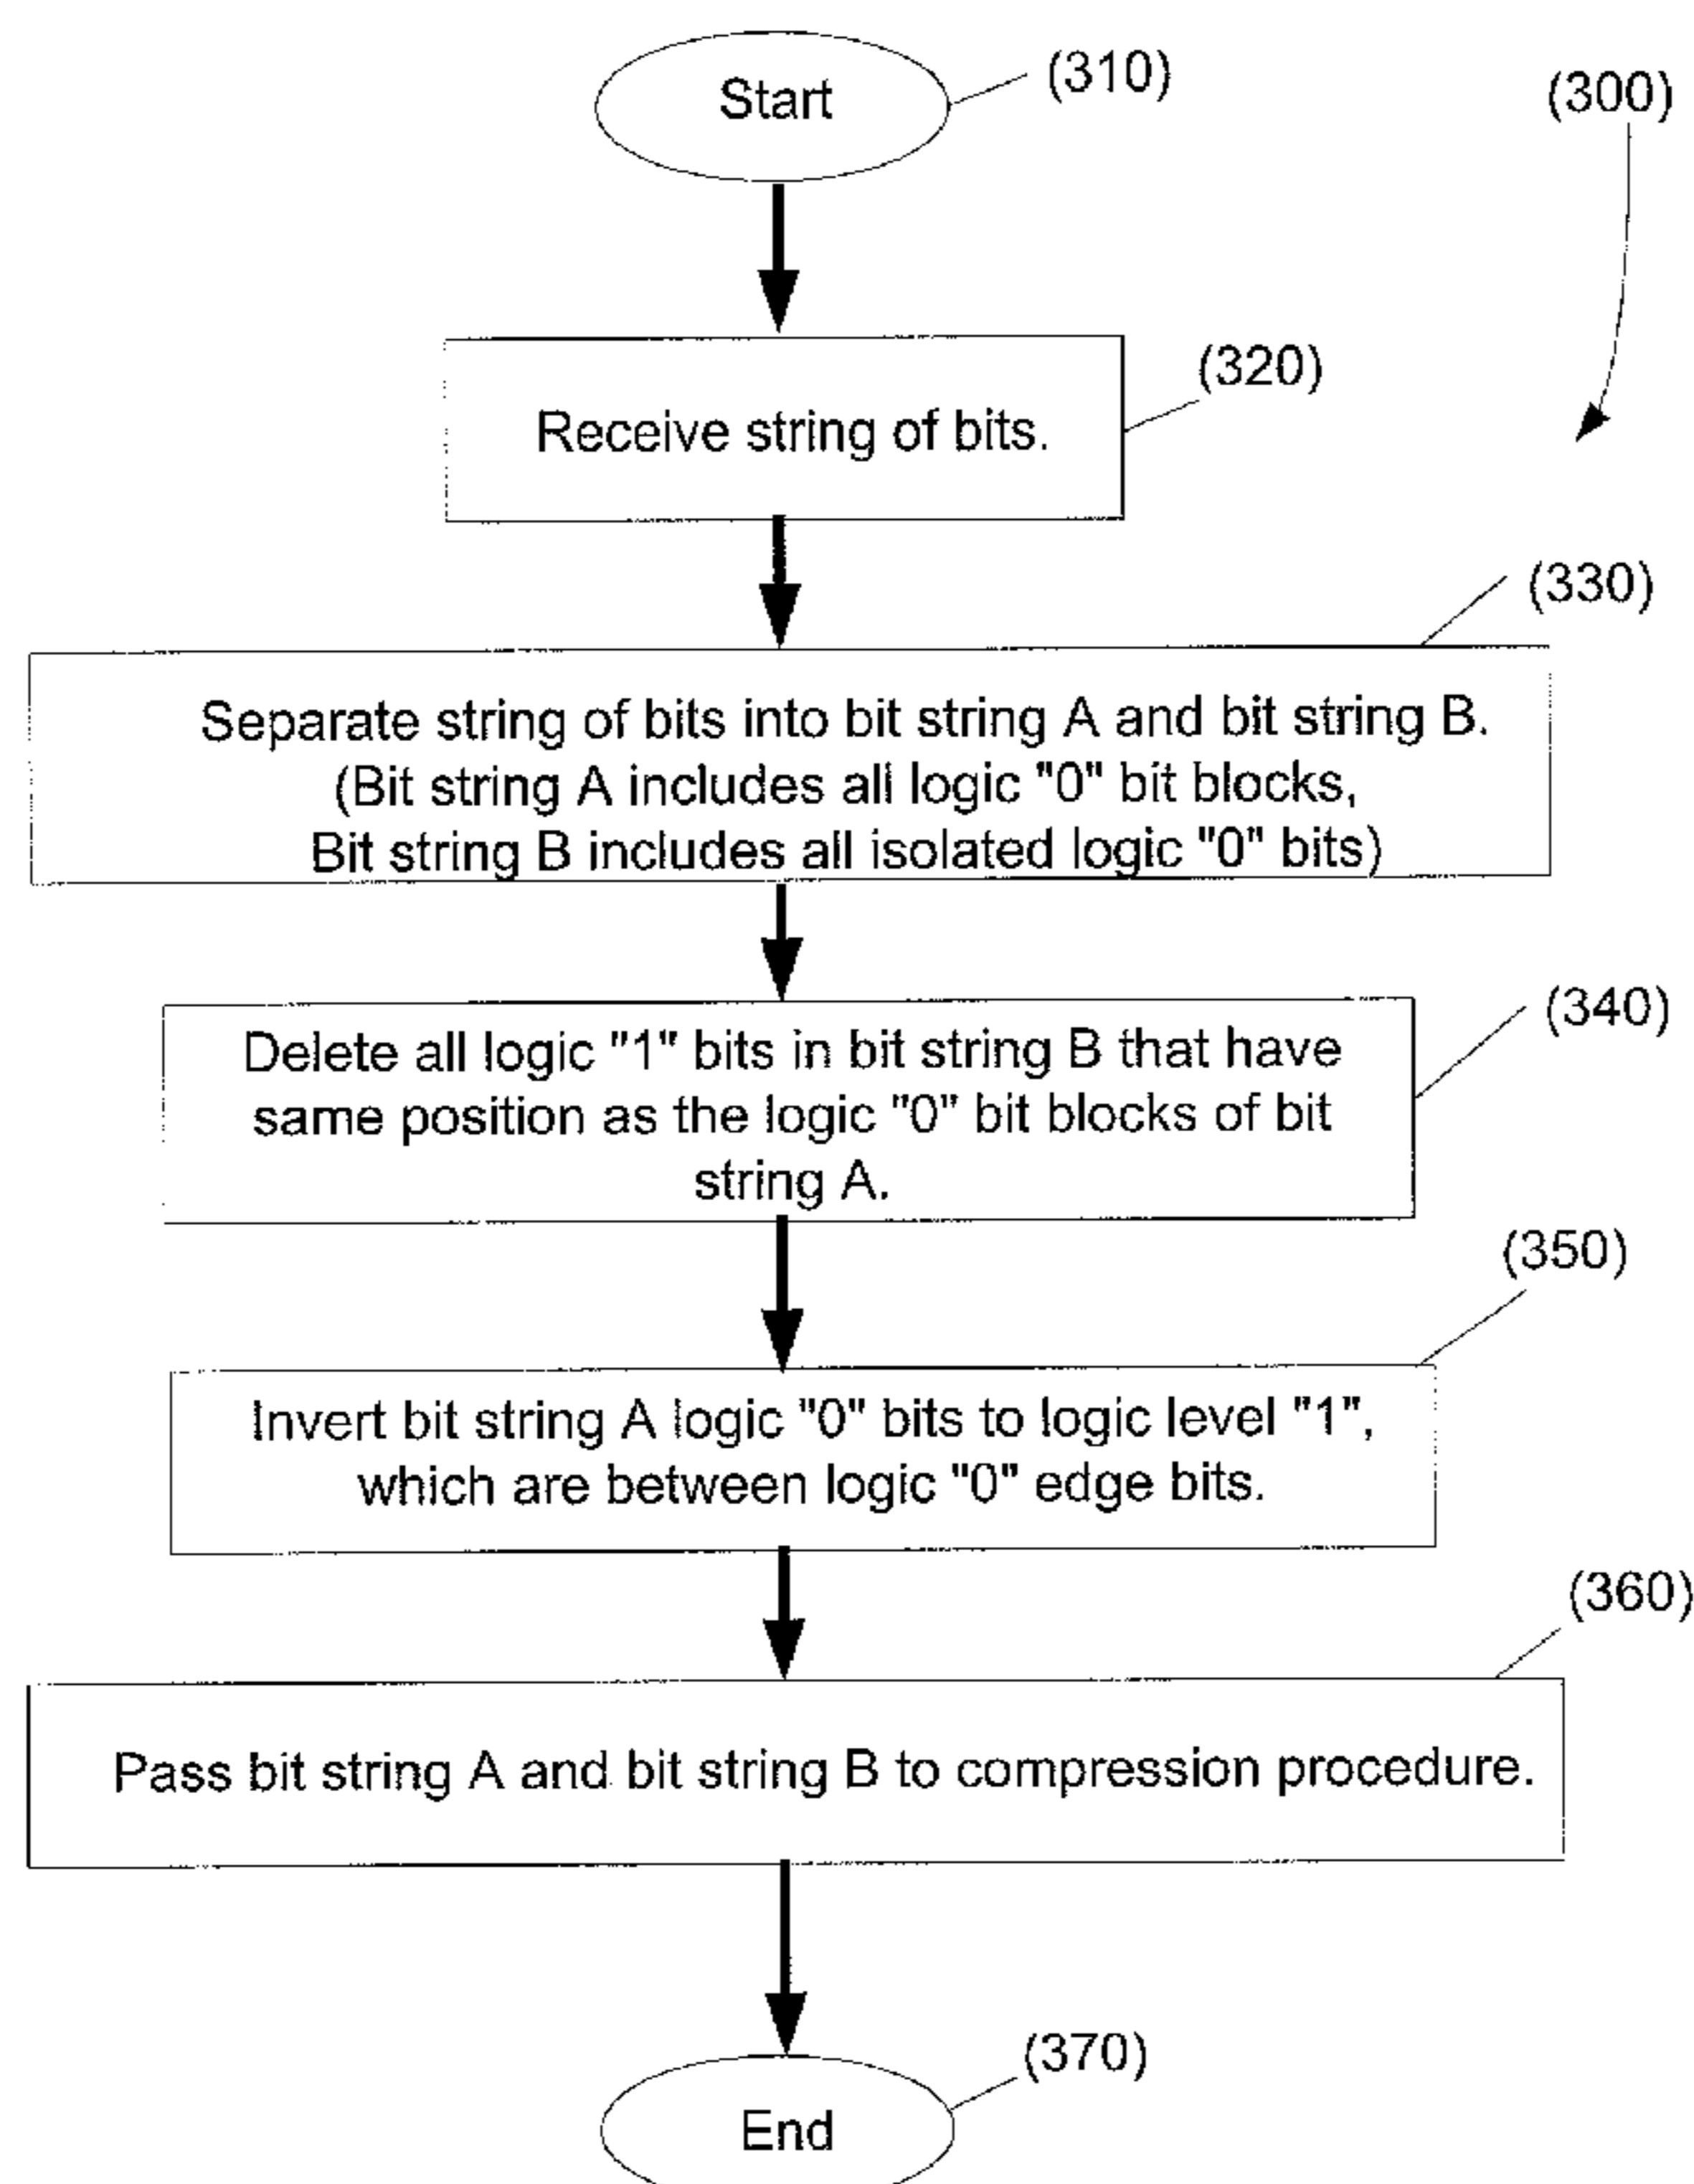 Start
(310)
(300)
Receive string of bits.
(320)
(330)
Separate string of bits into bit string A and bit string B.
(Bit string A includes all logic "0" bit blocks,
Bit string B includes all isolated logic "0" bits)
(340)
Delete all logic "1" bits in bit string B that have
same position as the logic "0" bit blocks of bit
string A.
(350)
Invert bit string A logic "0" bits to logic level "1",
which are between logic "0" edge bits.
(360)
Pass bit string A and bit string B to compression procedure.
(370)
End